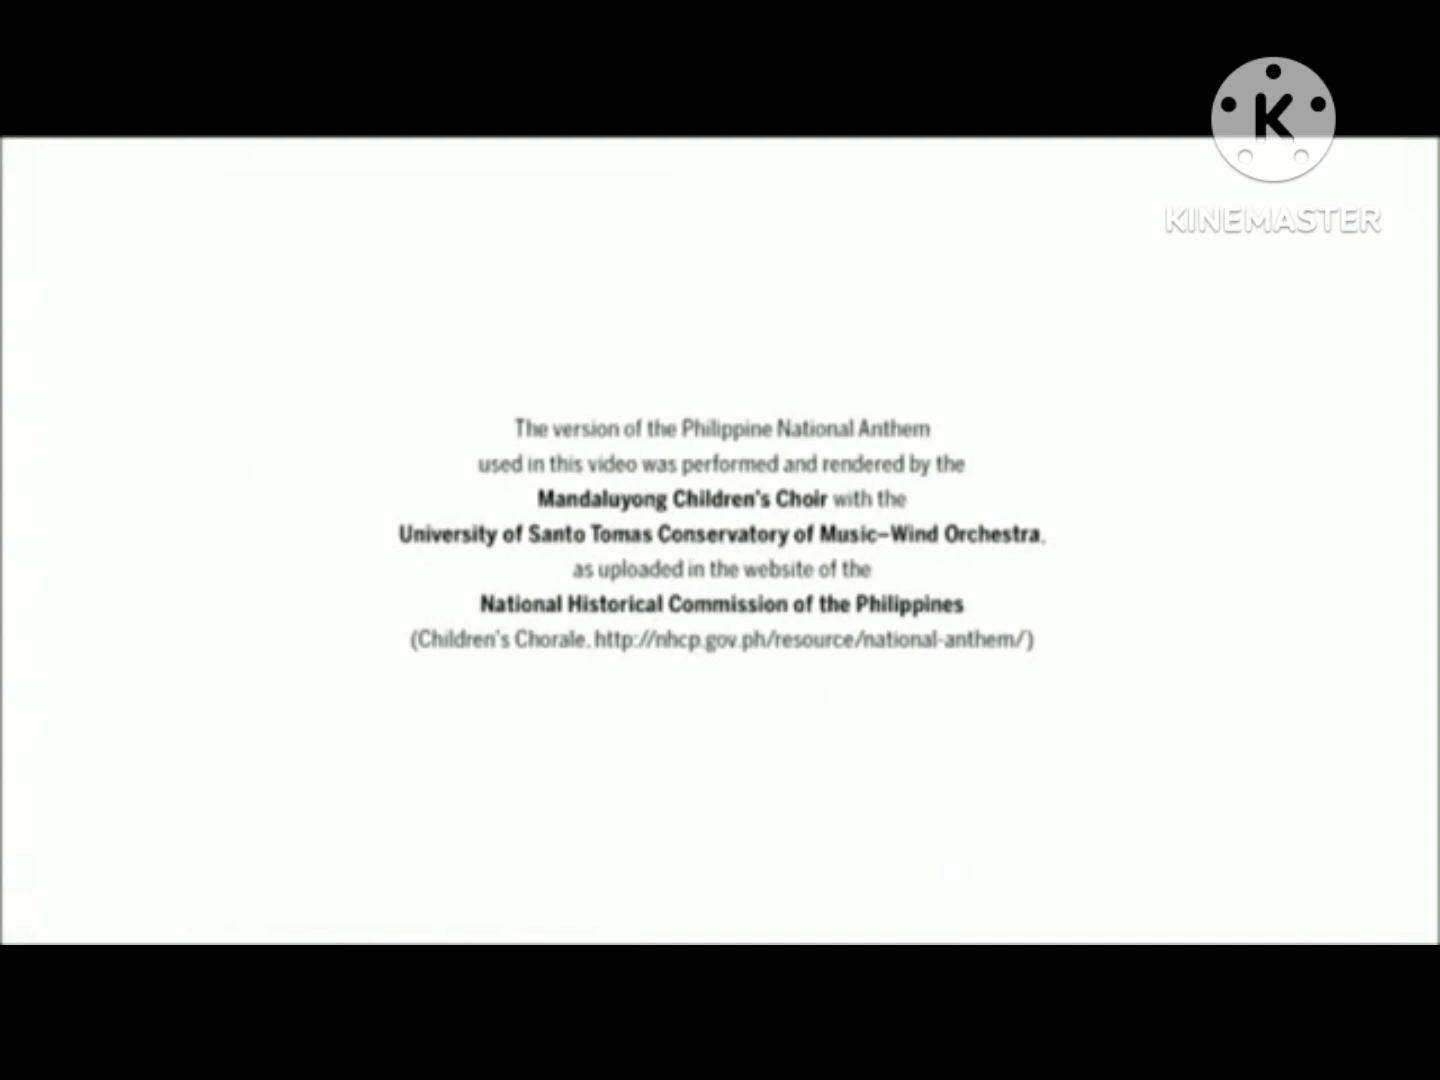 K
KINEMASTER
The version of the Philippine National Anthem
used in this video was performed and rendered by the
Mandaluyong Children's Choir with the
University of Santo Tomas Conservatory of Music–Wind Orchestra,
as uploaded in the website of the
National Historical Commission of the Philippines
(Children's Chorale, http://nhcp.gov.ph/resource/national-anthem/)